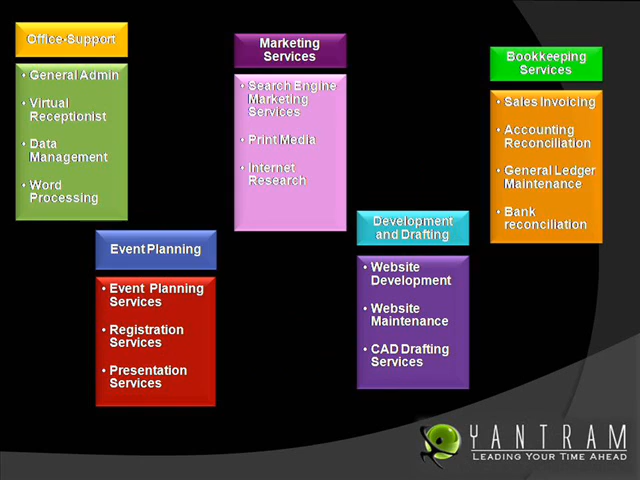 Office-Support
• General Admin
• Virtual
Receptionist
• Data
Management
• Word
Processing
Marketing
Services
• Search Engine
Marketing
Services
• Print Media
• Internet
Research
Bookkeeping
Services
• Sales Invoicing
• Accounting
Reconciliation
• General Ledger
Maintenance
• Bank
reconciliation
Event Planning
• Event Planning
Services
• Registration
Services
• Presentation
Services
Development
and Drafting
• Website
Development
• Website
Maintenance
• CAD Drafting
Services
YANTRAM
LEADING YOUR TIME AHEAD